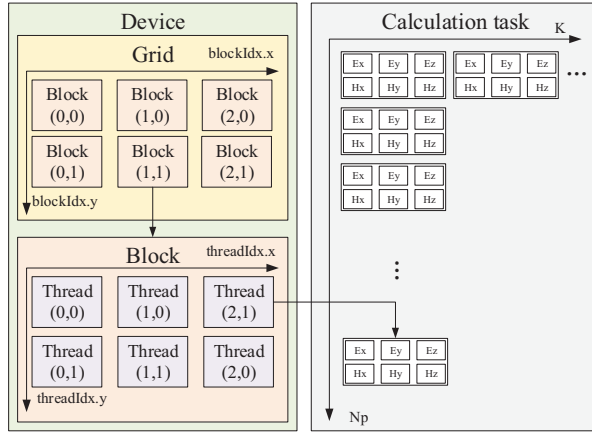 Device
Grid
blockIdx.x
Block Block Block
(0,0) (1,0) (2,0)
Block Block Block
(0,1) (1,1) (2,1)
blockIdx.y
Block
threadIdx.x
Thread Thread Thread
(0,0) (1,0) (2,1)
Thread Thread Thread
(0,1) (1,1) (2,0)
threadIdx.y
Calculation task
K
Ex Ey Ez Ex Ey Ez
Hx Hy Hz Hx Hy Hz
...
Ex Ey Ez
Hx Hy Hz
Ex Ey Ez
Hx Hy Hz
⋮
Ex Ey Ez
Hx Hy Hz
Np